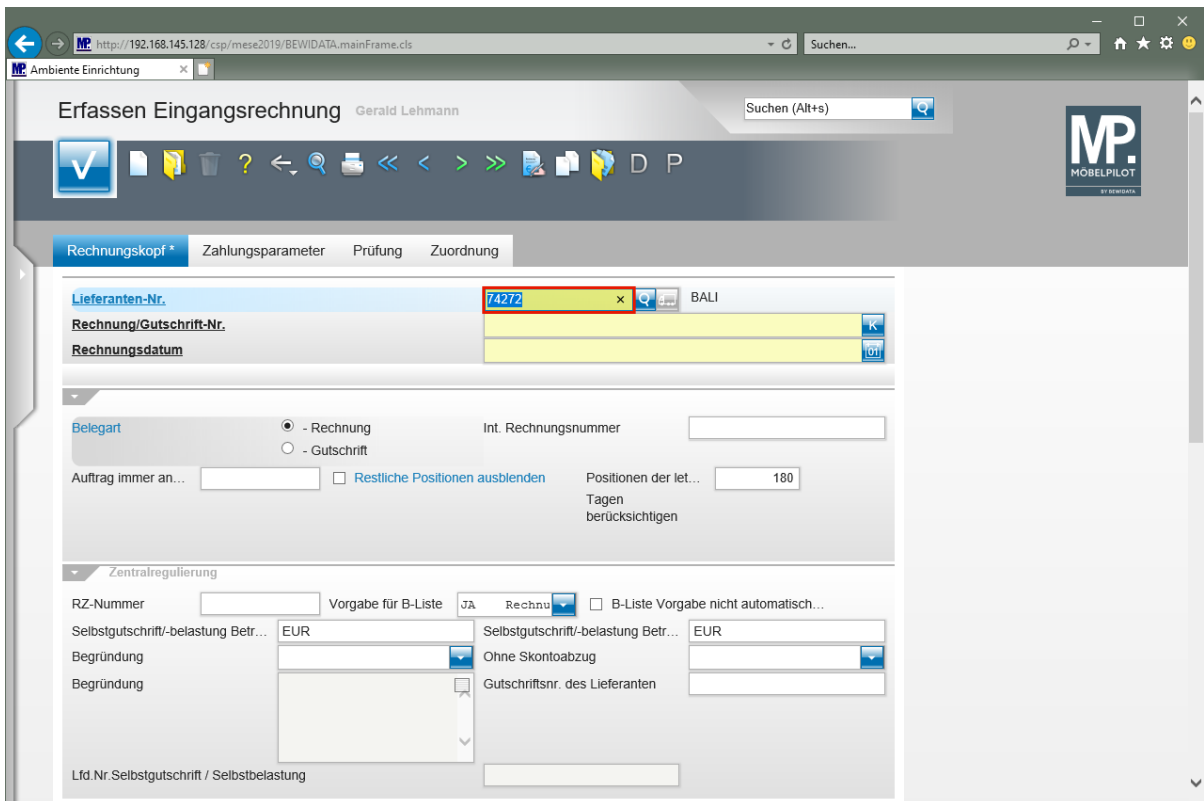 http://192.168.145.128/csp/mese2019/BEWIDATA.mainFrame.cls
Suchen...
Ambiente Einrichtung
Erfassen Eingangsrechnung Gerald Lehmann
Suchen (Alt+s)
MP.
MÖBELPILOT
BY BEWIDATA
D P
Rechnungskopf * Zahlungsparameter Prüfung Zuordnung
Lieferanten-Nr. 74272 BALI
Rechnung/Gutschrift-Nr. K
Rechnungsdatum 01
Belegart - Rechnung Int. Rechnungsnummer
- Gutschrift
Auftrag immer an... Restliche Positionen ausblenden Positionen der let... 180
Tagen
berücksichtigen
Zentralregulierung
RZ-Nummer Vorgabe für B-Liste JA Rechnu B-Liste Vorgabe nicht automatisch...
Selbstgutschrift/-belastung Betr... EUR Selbstgutschrift/-belastung Betr... EUR
Begründung Ohne Skontoabzug
Begründung Gutschriftsnr. des Lieferanten
Lfd.Nr.Selbstgutschrift / Selbstbelastung